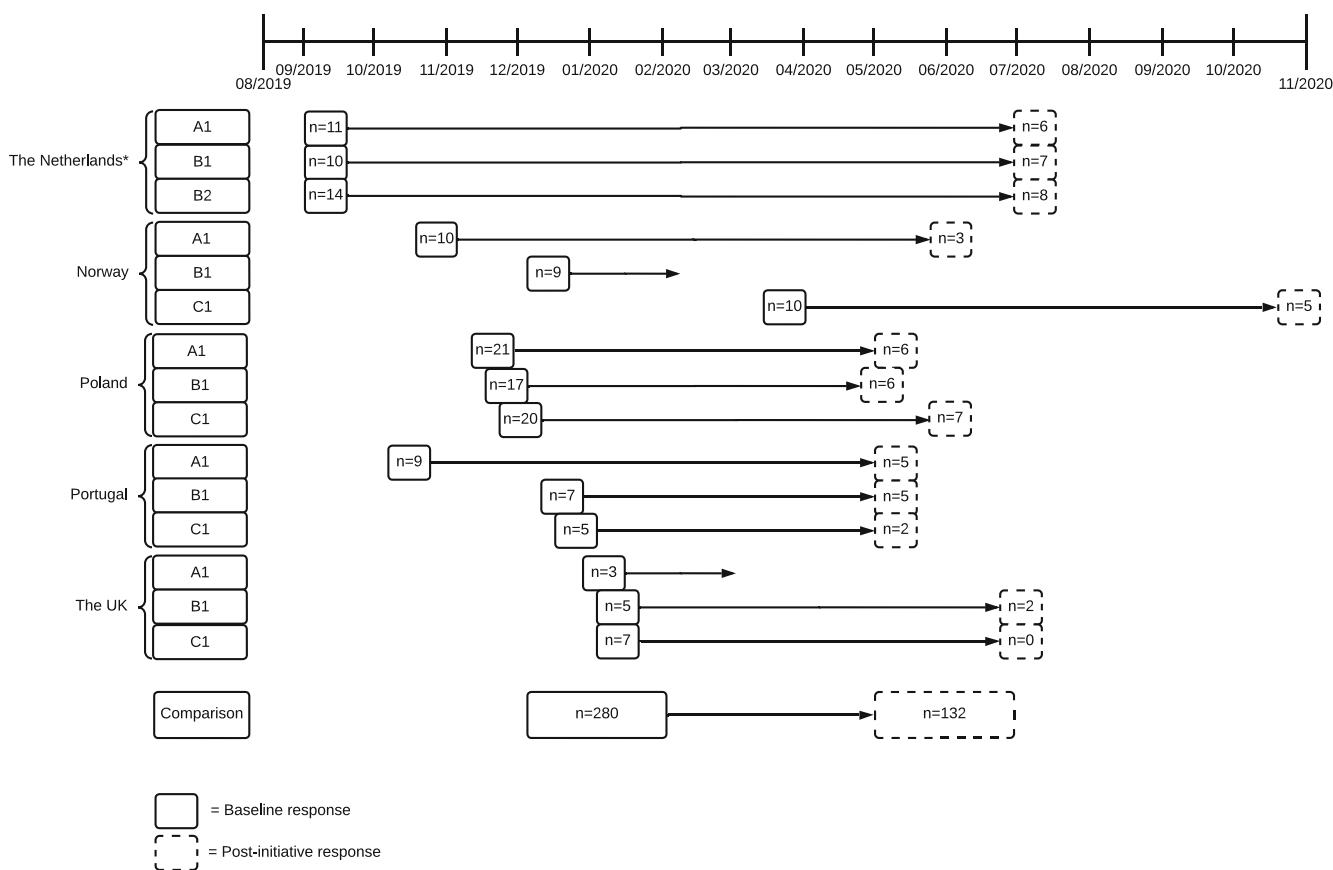 08/2019 09/2019 10/2019 11/2019 12/2019 01/2020 02/2020 03/2020 04/2020 05/2020 06/2020 07/2020 08/2020 09/2020 10/2020 11/2020
The Netherlands*
A1 n=11 n=6
B1 n=10 n=7
B2 n=14 n=8
Norway
A1 n=10 n=3
B1 n=9
C1 n=10 n=5
Poland
A1 n=21 n=6
B1 n=17 n=6
C1 n=20 n=7
Portugal
A1 n=9 n=5
B1 n=7 n=5
C1 n=5 n=2
The UK
A1 n=3
B1 n=5 n=2
C1 n=7 n=0
Comparison n=280 n=132
= Baseline response
= Post-initiative response